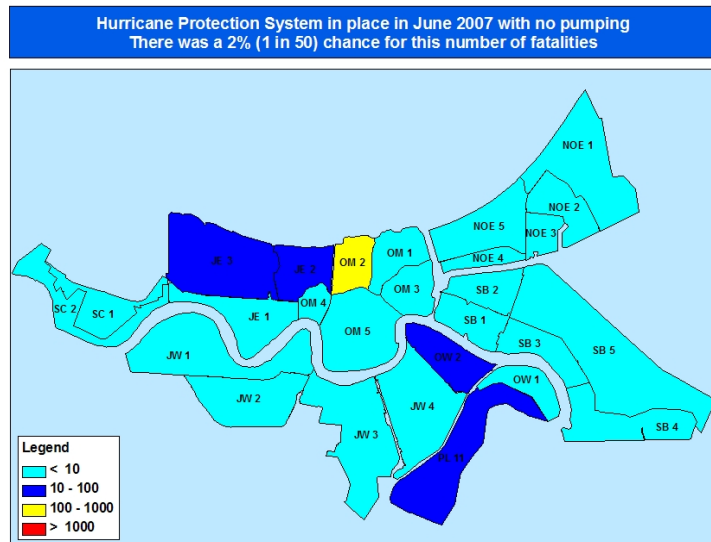 Hurricane Protection System in place in June 2007 with no pumping
There was a 2% (1 in 50) chance for this number of fatalities
NOE 1
NOE 2
NOE 5
NOE 3
OM 1
OM 2
JE 3
JE 2
NOE 4
OM 3
SB 2
OM 4
SC 2
SC 1
JE 1
SB 1
OM 5
SB 3
JW 1
OW 2
SB 5
OW 1
JW 2
JW 4
SB 4
JW 3
PL 11
Legend
< 10
10 - 100
100 - 1000
> 1000